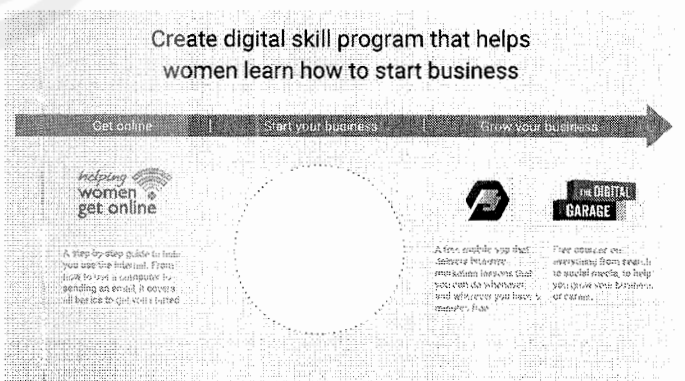 Create digital skill program that helps
women learn how to start business
Get online
Start your business
Grow your business
helping
women
get online
A step by step guide to help
you use the internet. From
how to use a computer to
sending an email, it covers
all basics to get you started
A free mobile app that
delivers
marketing lessons that
you can do whenever
and wherever you have 5
minutes free
THE DIGITAL
GARAGE
Free courses on
everything from search
to social media, to help
you grow your business
or career.